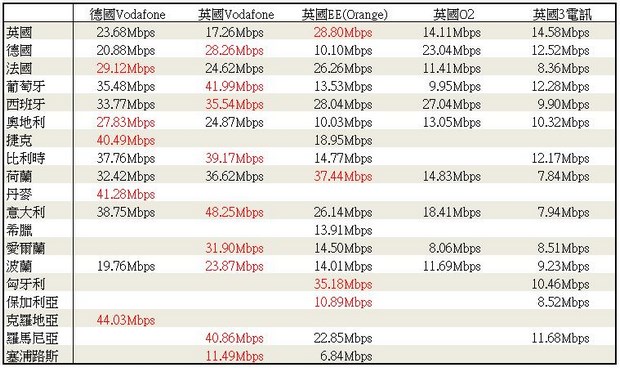 德國Vodafone 英國Vodafone 英國EE(Orange) 英國O2 英國3電訊
英國 23.68Mbps 17.26Mbps 28.80Mbps 14.11Mbps 14.58Mbps
德國 20.88Mbps 28.26Mbps 10.10Mbps 23.04Mbps 12.52Mbps
法國 29.12Mbps 24.62Mbps 26.26Mbps 11.41Mbps 8.36Mbps
葡萄牙 35.48Mbps 41.99Mbps 13.53Mbps 9.95Mbps 12.28Mbps
西班牙 33.77Mbps 35.54Mbps 28.04Mbps 27.04Mbps 9.90Mbps
奧地利 27.83Mbps 24.87Mbps 10.03Mbps 13.05Mbps 10.32Mbps
捷克 40.49Mbps 18.95Mbps
比利時 37.76Mbps 39.17Mbps 14.77Mbps 12.17Mbps
荷蘭 32.42Mbps 36.62Mbps 37.44Mbps 14.83Mbps 7.84Mbps
丹麥 41.28Mbps
意大利 38.75Mbps 48.25Mbps 26.14Mbps 18.41Mbps 7.94Mbps
希臘 13.91Mbps
愛爾蘭 31.90Mbps 14.50Mbps 8.06Mbps 8.51Mbps
波蘭 19.76Mbps 23.87Mbps 14.01Mbps 11.69Mbps 9.23Mbps
匈牙利 35.18Mbps 10.46Mbps
保加利亞 10.89Mbps 8.52Mbps
克羅地亞 44.03Mbps
羅馬尼亞 40.86Mbps 22.85Mbps 11.68Mbps
塞浦路斯 11.49Mbps 6.84Mbps